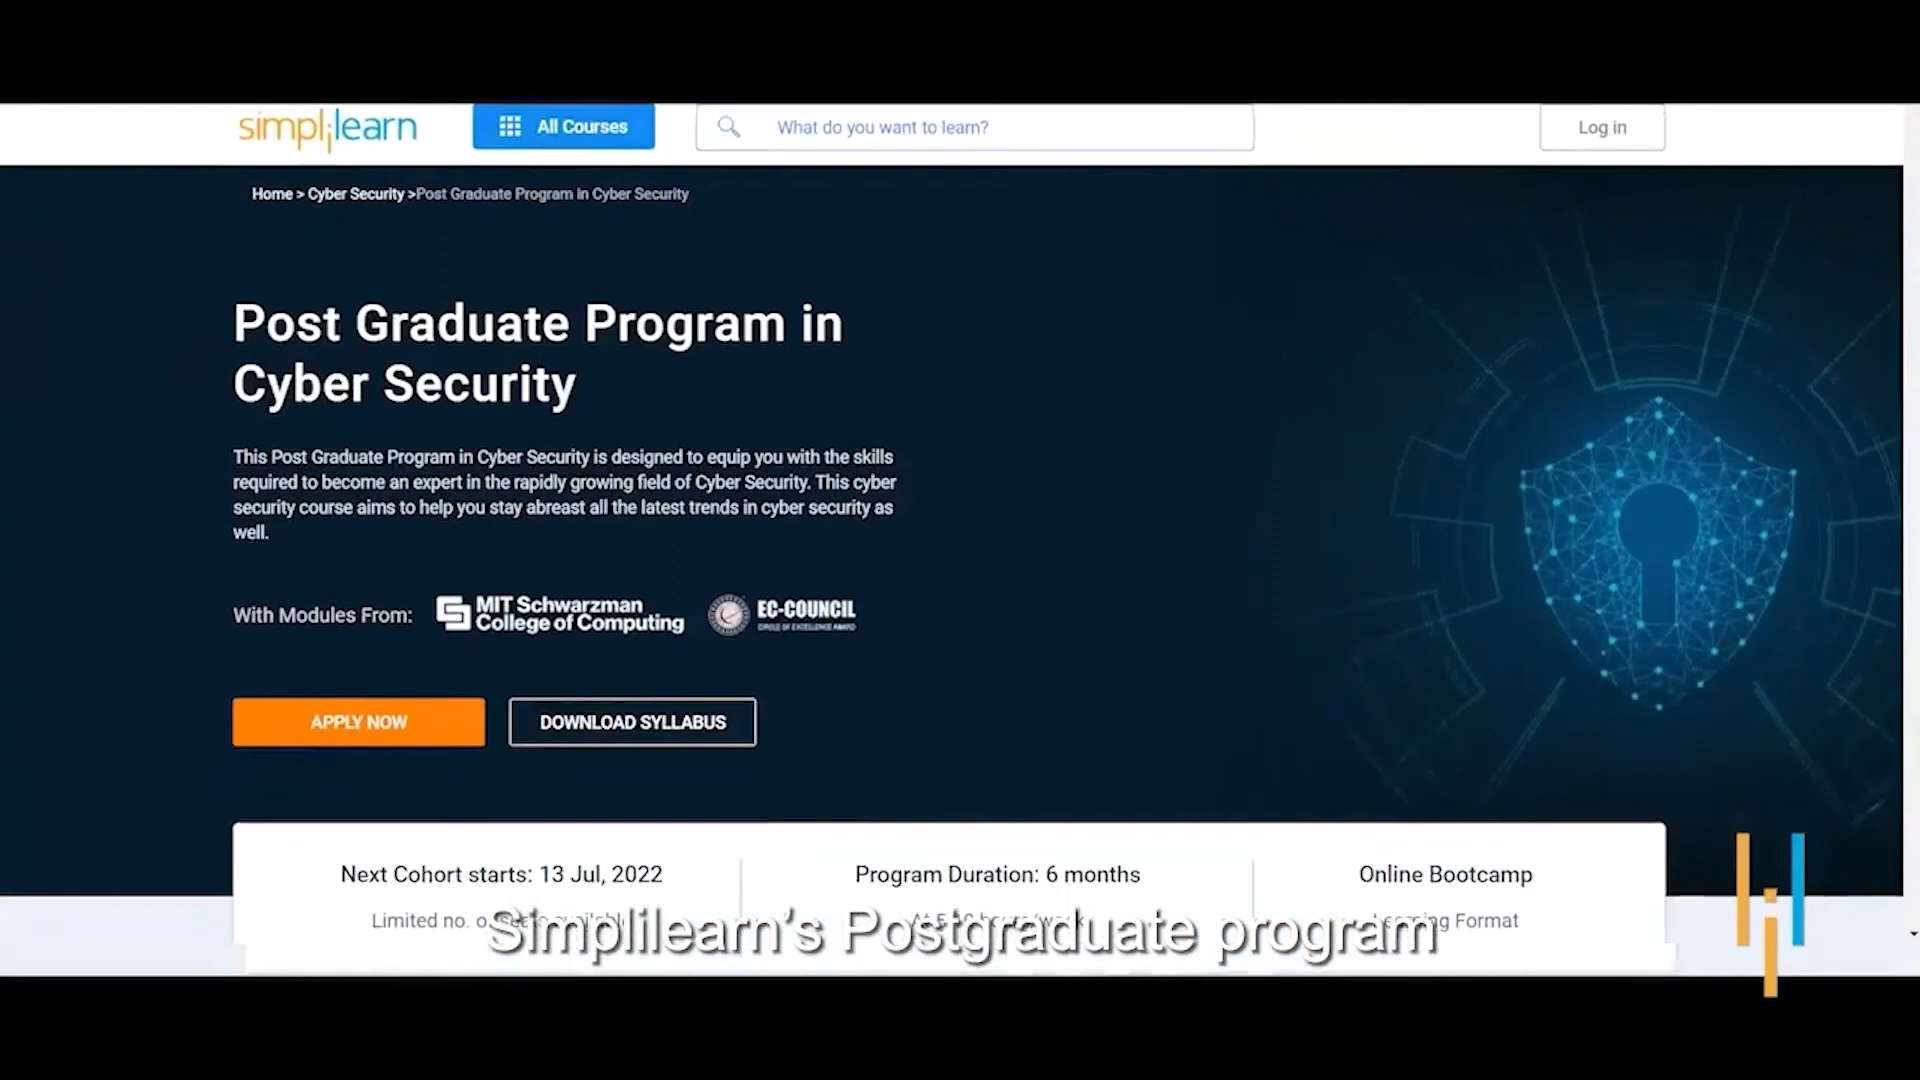 simplilearn
All Courses
What do you want to learn?
Log in
Home > Cyber Security >Post Graduate Program in Cyber Security
Post Graduate Program in
Cyber Security
This Post Graduate Program in Cyber Security is designed to equip you with the skills
required to become an expert in the rapidly growing field of Cyber Security. This cyber
security course aims to help you stay abreast all the latest trends in cyber security as
well.
With Modules From:
MIT Schwarzman
College of Computing
EC-COUNCIL
CIRCLE OF EXCELLENCE AWARD
APPLY NOW
DOWNLOAD SYLLABUS
Next Cohort starts: 13 Jul, 2022
Program Duration: 6 months
Online Bootcamp
Limited no.
Format
Simplilearn's Postgraduate program